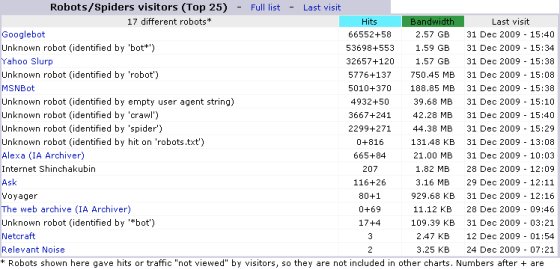 Robots/Spiders visitors (Top 25) - Full list - Last visit
17 different robots* Hits Bandwidth Last visit
Googlebot 66552+58 2.57 GB 31 Dec 2009 - 15:40
Unknown robot (identified by 'bot*') 53698+553 1.59 GB 31 Dec 2009 - 15:34
Yahoo Slurp 32657+120 1.57 GB 31 Dec 2009 - 15:38
Unknown robot (identified by 'robot') 5776+137 750.45 MB 31 Dec 2009 - 15:08
MSNBot 5010+370 188.85 MB 31 Dec 2009 - 15:38
Unknown robot (identified by empty user agent string) 4932+50 39.68 MB 31 Dec 2009 - 15:10
Unknown robot (identified by 'crawl') 3667+241 42.28 MB 31 Dec 2009 - 15:40
Unknown robot (identified by 'spider') 2299+271 44.38 MB 31 Dec 2009 - 15:29
Unknown robot (identified by hit on 'robots.txt') 0+816 131.48 KB 31 Dec 2009 - 13:08
Alexa (IA Archiver) 665+84 21.00 MB 31 Dec 2009 - 10:03
Internet Shinchakubin 207 1.82 MB 28 Dec 2009 - 12:09
Ask 116+26 3.16 MB 31 Dec 2009 - 12:11
Voyager 80+1 929.68 KB 29 Dec 2009 - 12:16
The web archive (IA Archiver) 0+69 11.12 KB 28 Dec 2009 - 09:46
Unknown robot (identified by '*bot') 17+4 109.39 KB 31 Dec 2009 - 03:21
Netcraft 3 2.47 KB 12 Dec 2009 - 01:54
Relevant Noise 2 3.25 KB 24 Dec 2009 - 07:21
* Robots shown here gave hits or traffic "not viewed" by visitors, so they are not included in other charts. Numbers after + are